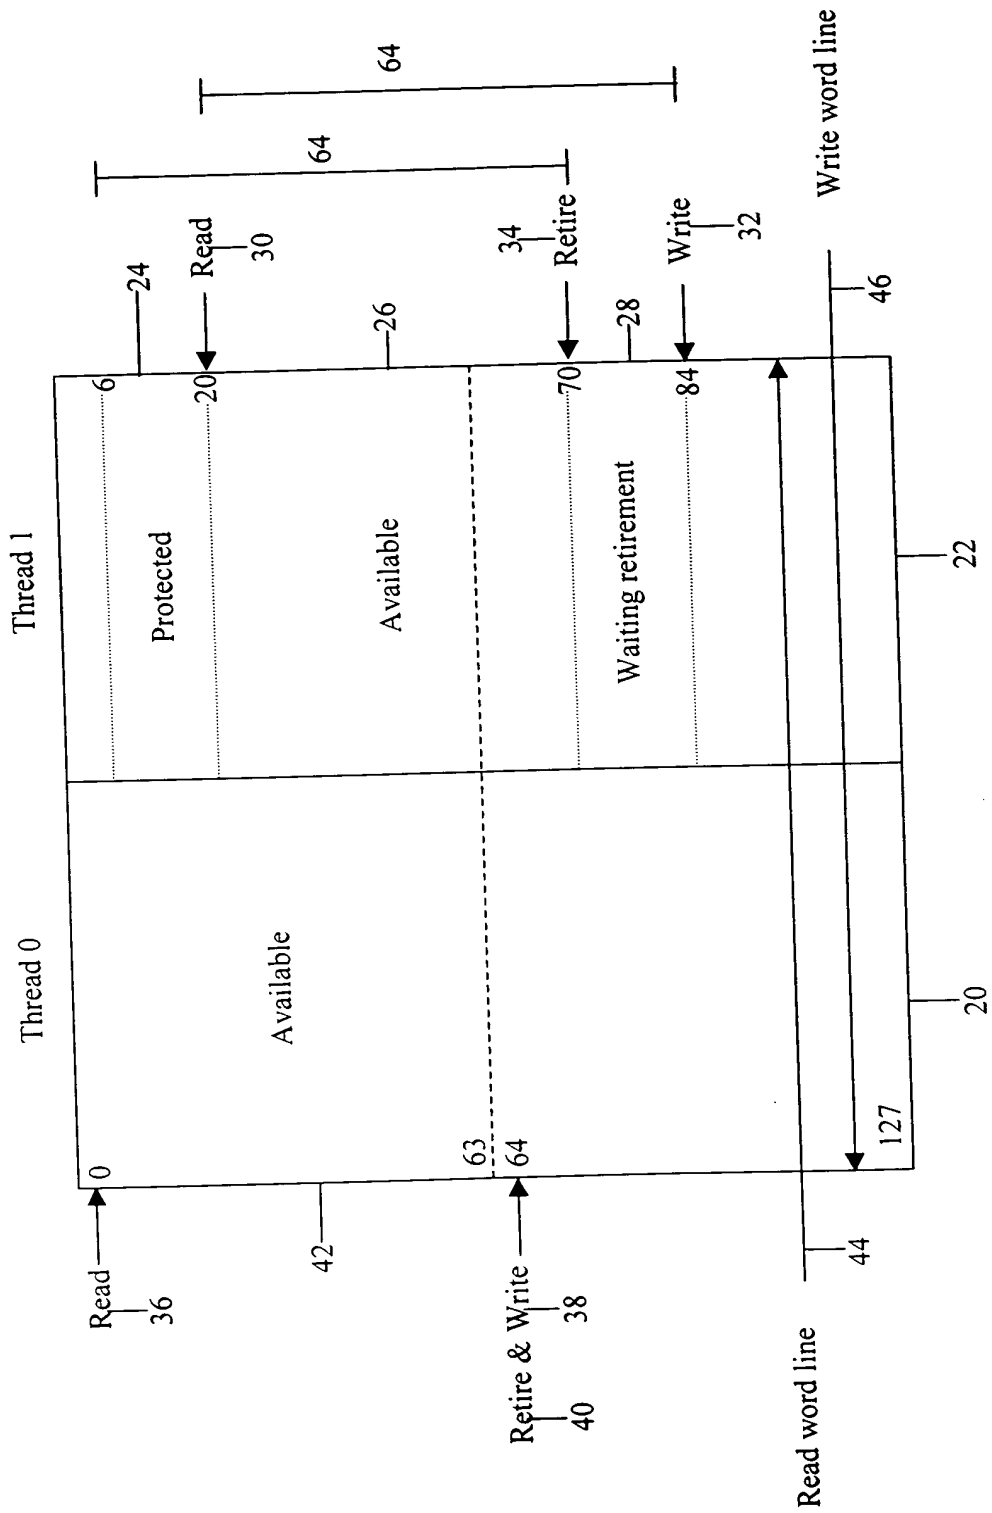 Thread 0
Thread 1
0
63
64
127
Available
6
20
70
84
Protected
Available
Waiting retirement
Read
36
42
Retire & Write
40
38
Read word line
44
24
Read
30
26
34
Retire
28
Write
32
64
64
Write word line
46
20
22